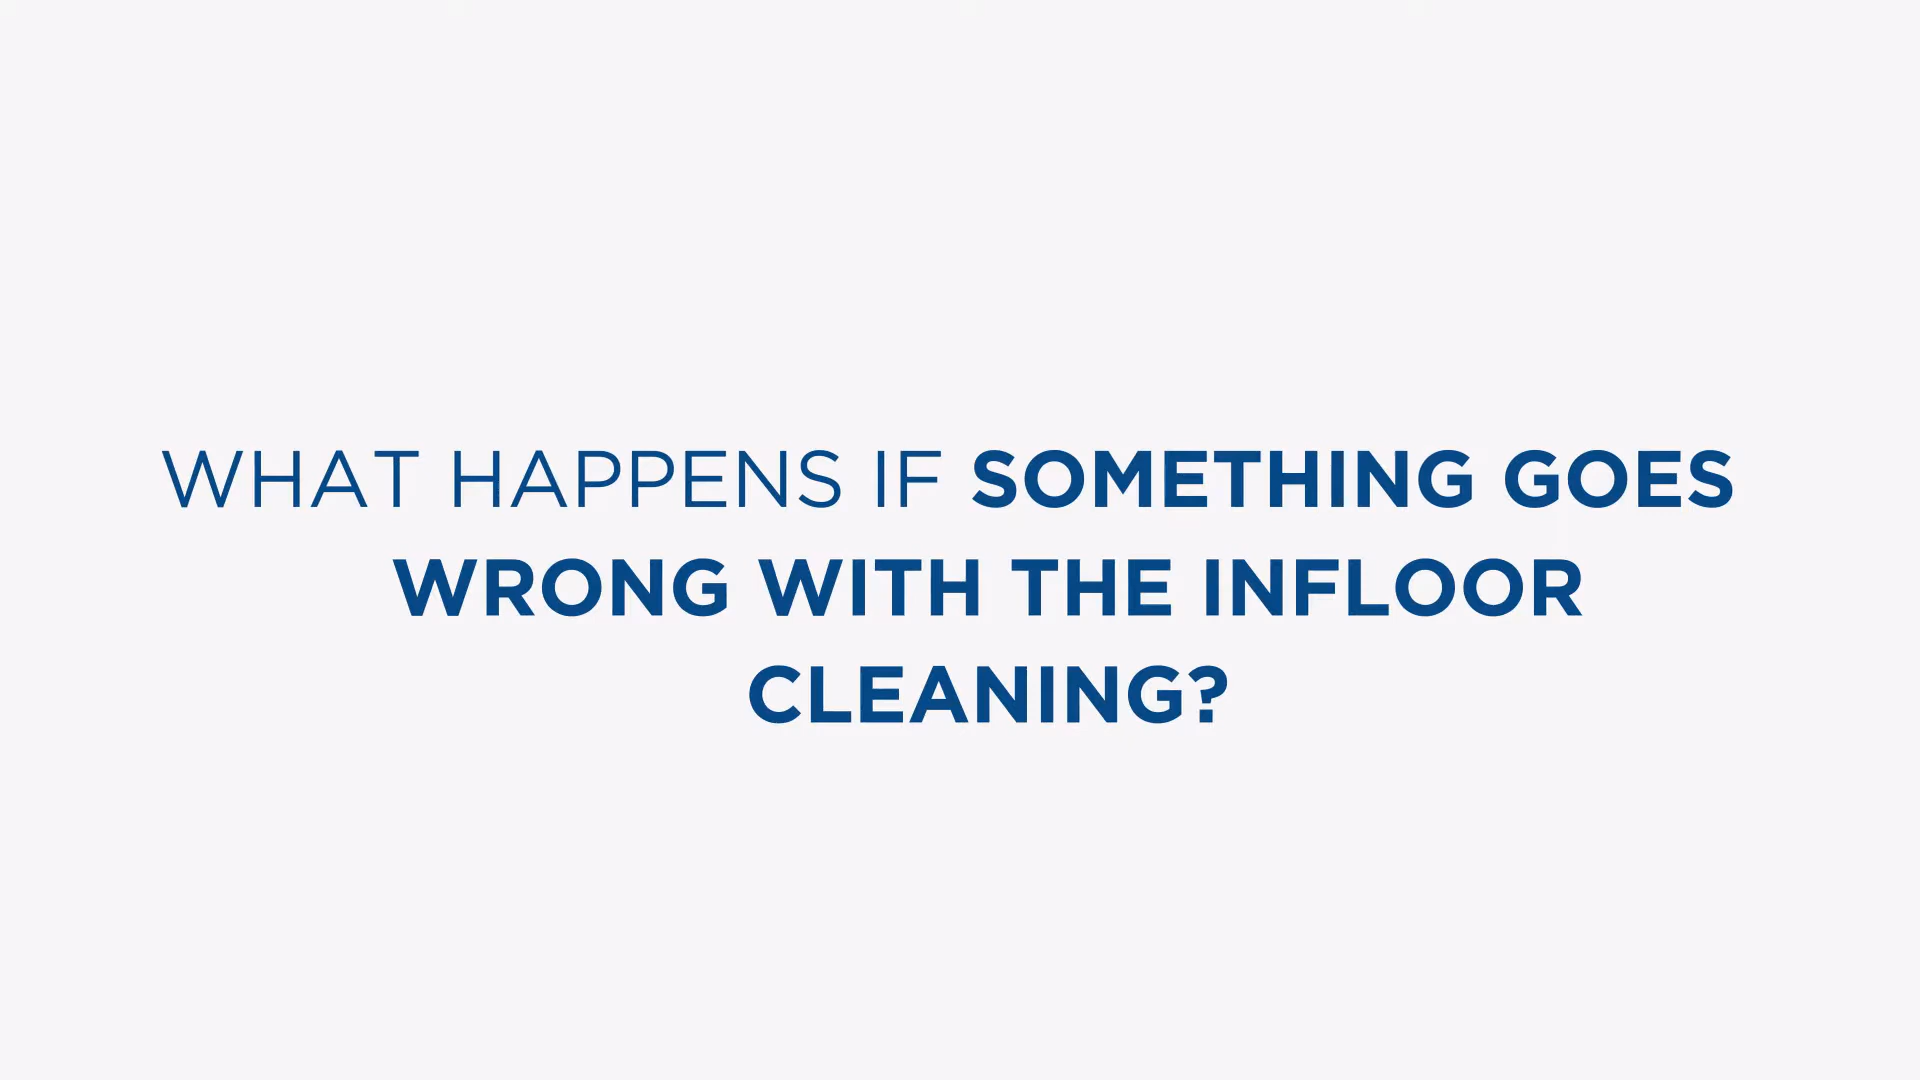 WHAT HAPPENS IF SOMETHING GOES
WRONG WITH THE INFLOOR
CLEANING?